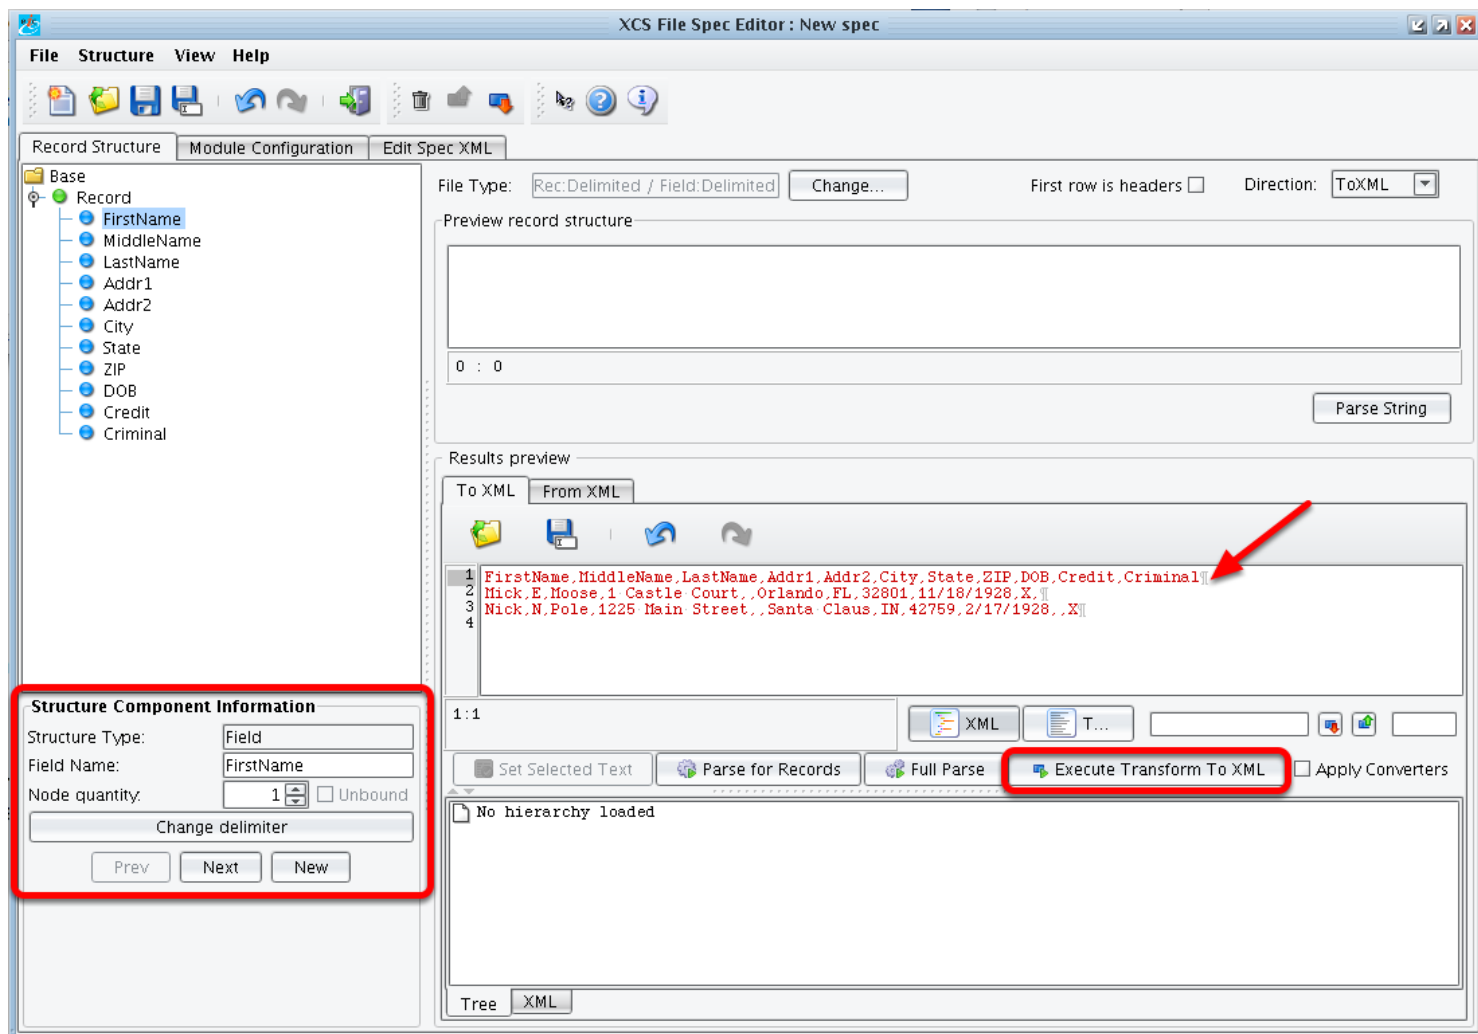 XCS File Spec Editor : New spec
File Structure View Help
Record Structure Module Configuration Edit Spec XML
Base
Record
FirstName
MiddleName
LastName
Addr1
Addr2
City
State
ZIP
DOB
Credit
Criminal
File Type: Rec:Delimited / Field:Delimited Change... First row is headers Direction: ToXML
Preview record structure
0 : 0
Parse String
Results preview
To XML From XML
1 FirstName,MiddleName,LastName,Addr1,Addr2,City,State,ZIP,DOB,Credit,Criminal¶
2 Mick,E,Moose,1·Castle·Court,,Orlando,FL,32801,11/18/1928,X,¶
3 Nick,N,Pole,1225·Main·Street,,Santa·Claus,IN,42759,2/17/1928,,X¶
4
1:1 XML T...
Set Selected Text Parse for Records Full Parse Execute Transform To XML Apply Converters
No hierarchy loaded
Tree XML
Structure Component Information
Structure Type: Field
Field Name: FirstName
Node quantity: 1 Unbound
Change delimiter
Prev Next New